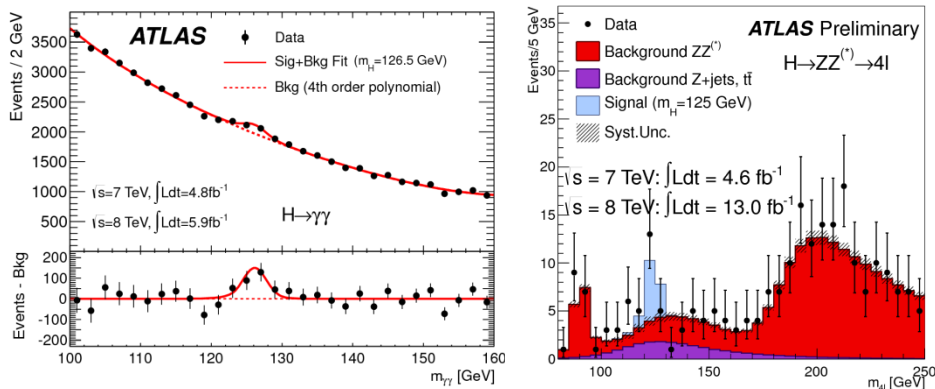 ATLAS
Data
Sig+Bkg Fit (mH=126.5 GeV)
Bkg (4th order polynomial)
√s=7 TeV, ∫Ldt=4.8fb⁻¹
√s=8 TeV, ∫Ldt=5.9fb⁻¹
H→γγ
Events / 2 GeV
3500
3000
2500
2000
1500
1000
500
Events - Bkg
200
100
0
-100
-200
100 110 120 130 140 150 160
mγγ [GeV]
ATLAS Preliminary
H→ZZ(*)→4l
Data
Background ZZ(*)
Background Z+jets, tt̄
Signal (mH=125 GeV)
Syst.Unc.
√s = 7 TeV: ∫Ldt = 4.6 fb⁻¹
√s = 8 TeV: ∫Ldt = 13.0 fb⁻¹
Events/5 GeV
35
30
25
20
15
10
5
0
100 150 200 250
m4l [GeV]